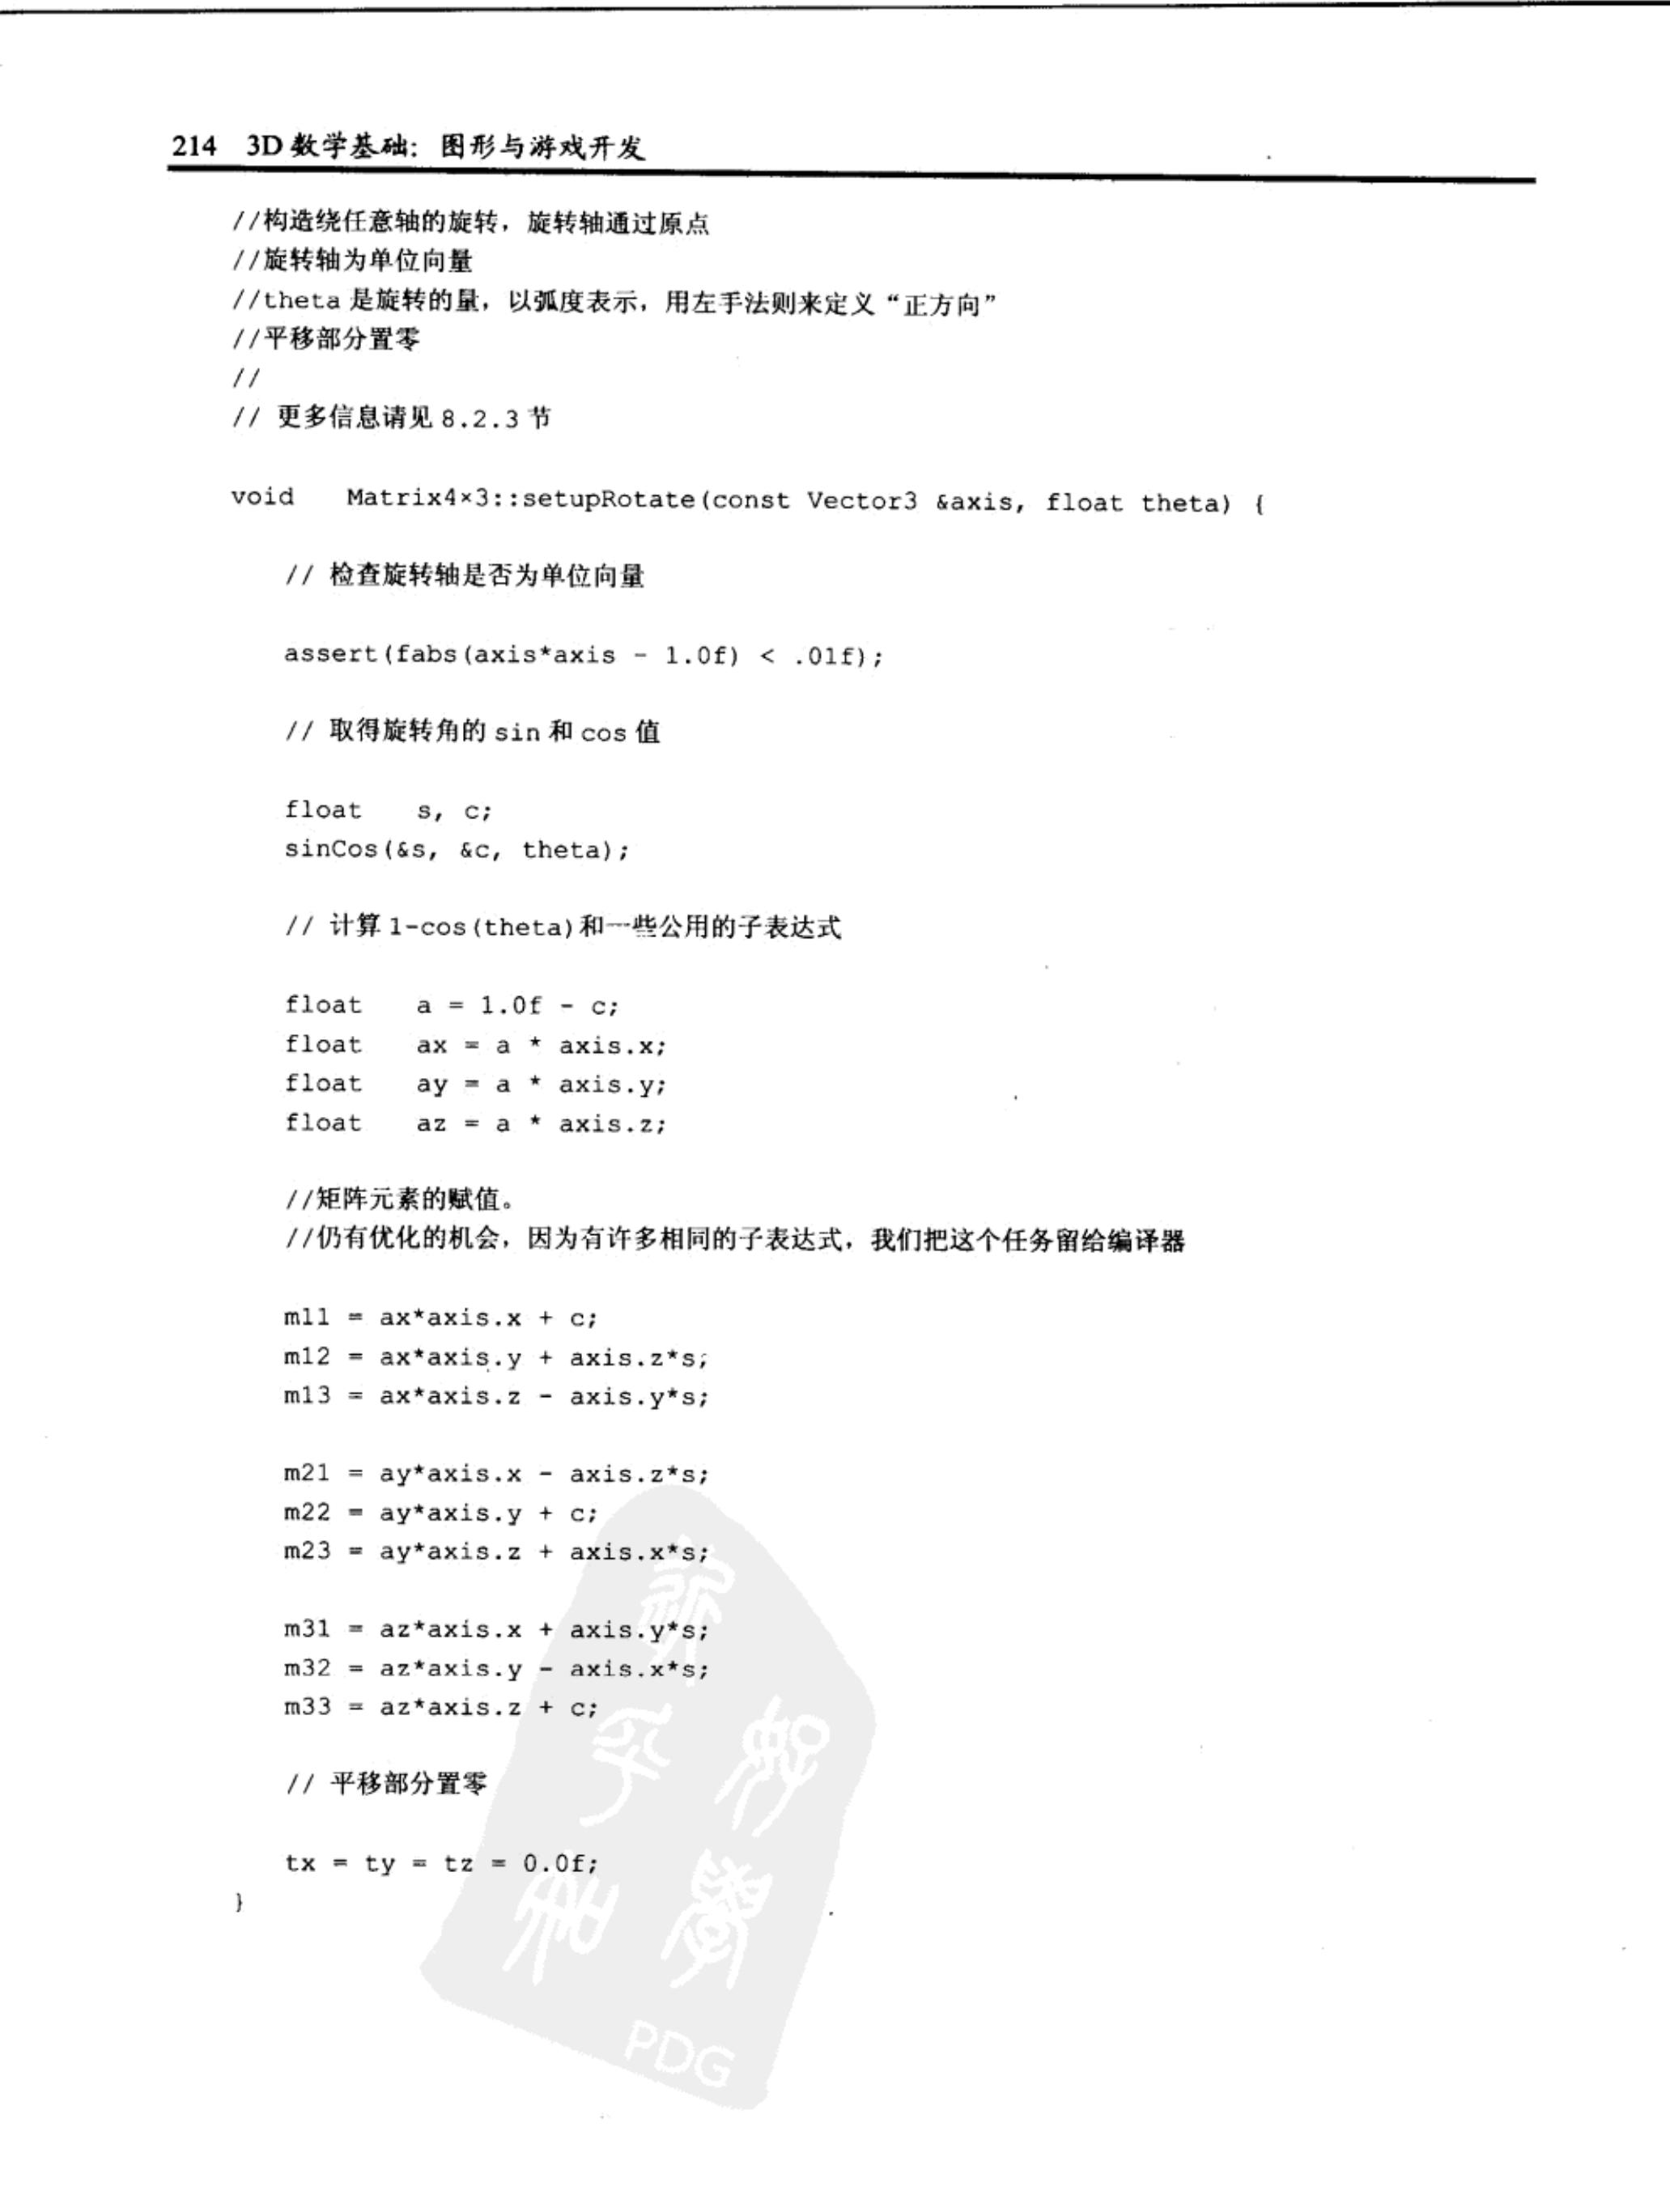 214 3D 数学基础：图形与游戏开发
//构造绕任意轴的旋转，旋转轴通过原点
//旋转轴为单位向量
//theta 是旋转的量，以弧度表示，用左手法则来定义“正方向”
//平移部分置零
//
// 更多信息请见 8.2.3 节
void Matrix4×3::setupRotate(const Vector3 &axis, float theta) {
// 检查旋转轴是否为单位向量
assert(fabs(axis*axis - 1.0f) < .01f);
// 取得旋转角的 sin 和 cos 值
float s, c;
sinCos(&s, &c, theta);
// 计算 1-cos(theta)和一些公用的子表达式
float a = 1.0f - c;
float ax = a * axis.x;
float ay = a * axis.y;
float az = a * axis.z;
//矩阵元素的赋值。
//仍有优化的机会，因为有许多相同的子表达式，我们把这个任务留给编译器
m11 = ax*axis.x + c;
m12 = ax*axis.y + axis.z*s;
m13 = ax*axis.z - axis.y*s;
m21 = ay*axis.x - axis.z*s;
m22 = ay*axis.y + c;
m23 = ay*axis.z + axis.x*s;
m31 = az*axis.x + axis.y*s;
m32 = az*axis.y - axis.x*s;
m33 = az*axis.z + c;
// 平移部分置零
tx = ty = tz = 0.0f;
}
PDG